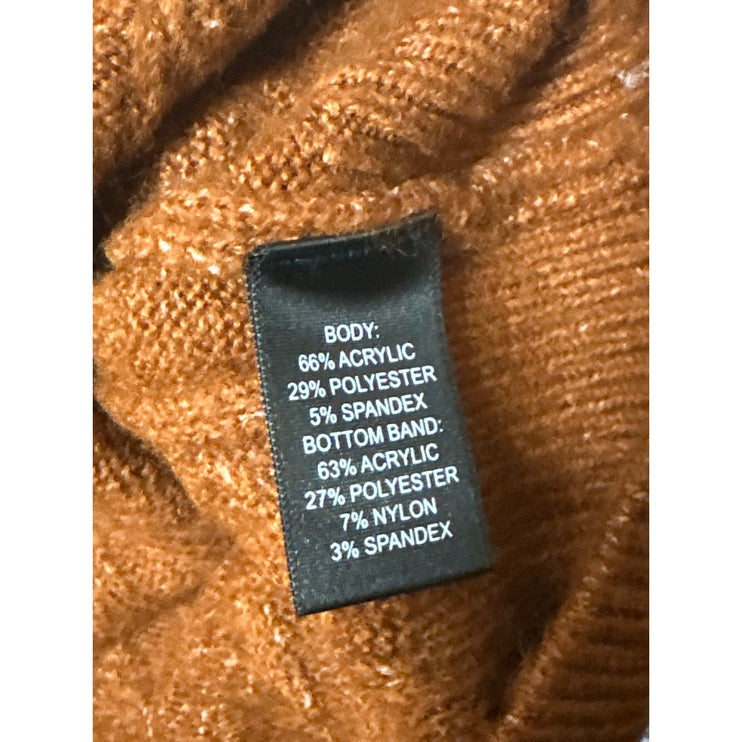 BODY:
66% ACRYLIC
29% POLYESTER
5% SPANDEX
BOTTOM BAND:
63% ACRYLIC
27% POLYESTER
7% NYLON
3% SPANDEX